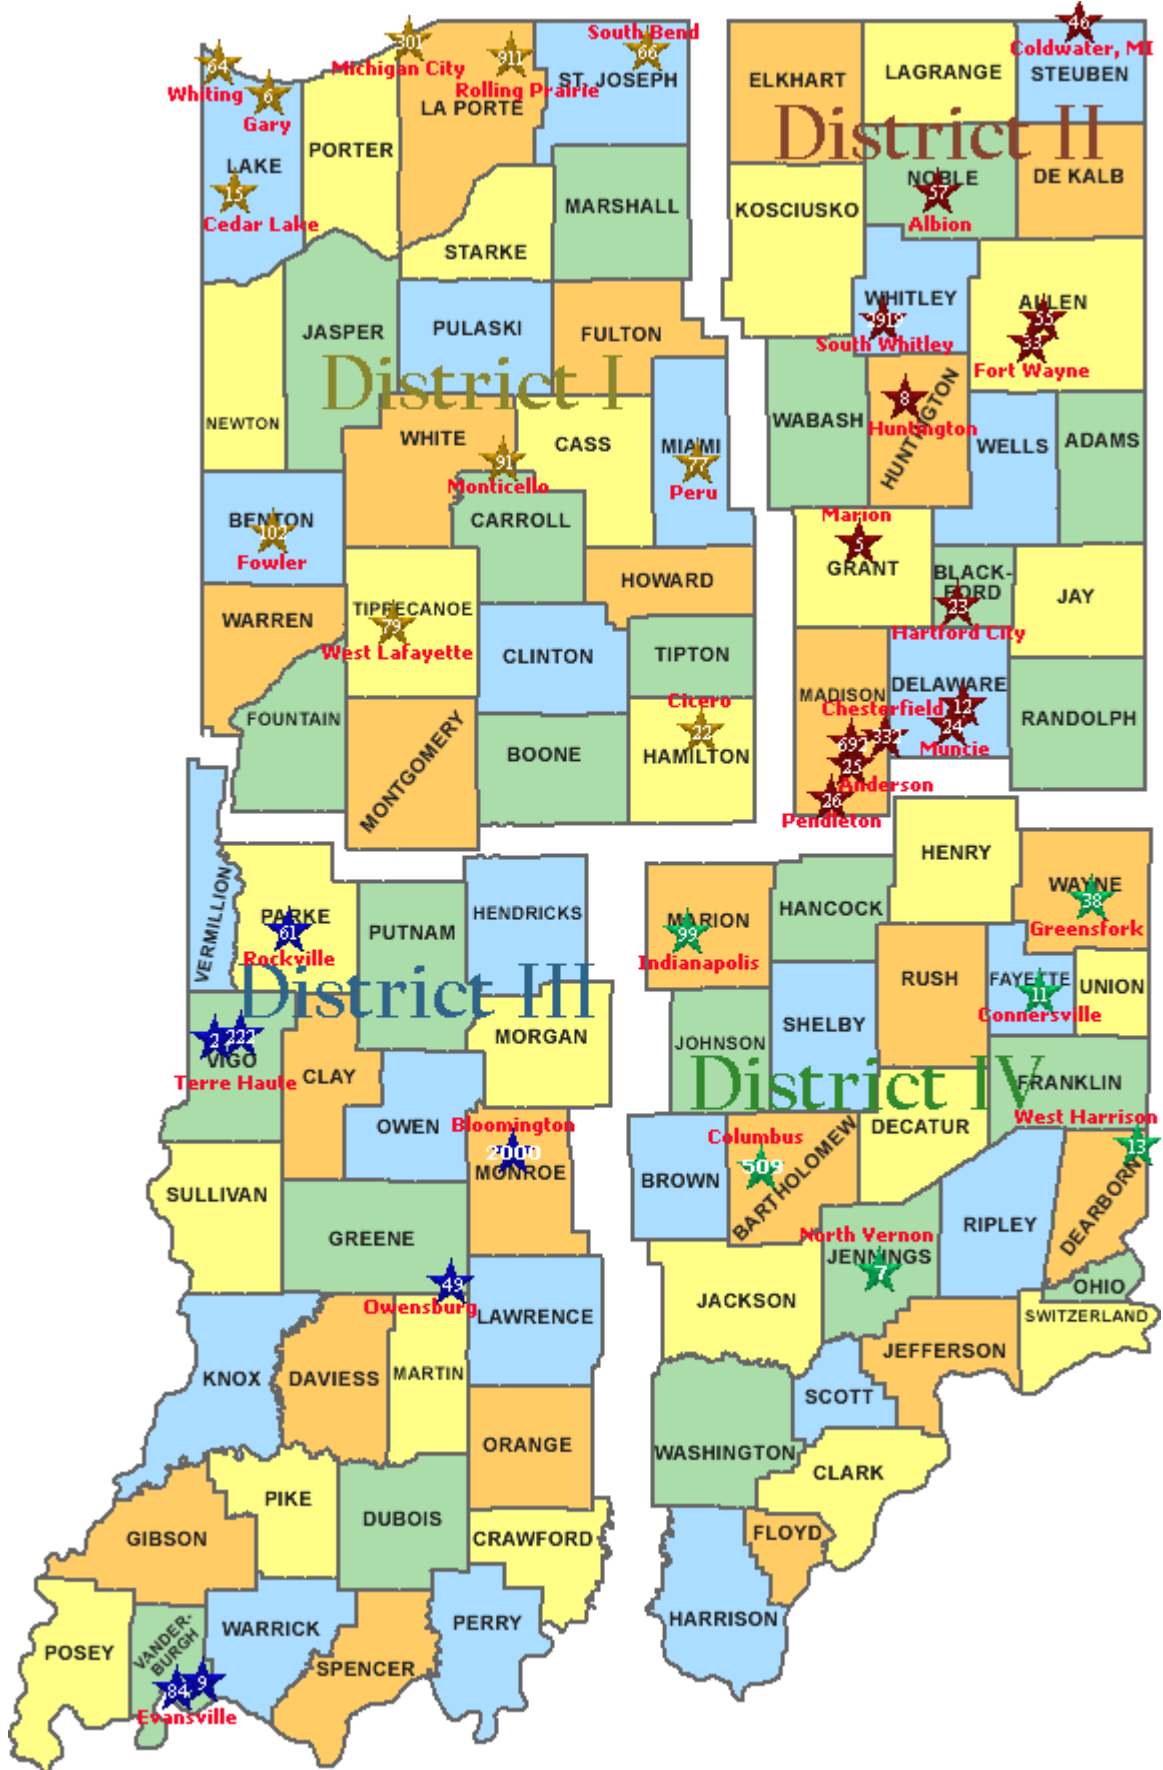 District I
64
Whiting
6
Gary
301
Michigan City
911
Rolling Prairie
South Bend
66
ST. JOSEPH
LA PORTE
LAKE
PORTER
15
Cedar Lake
MARSHALL
STARKE
JASPER
PULASKI
FULTON
NEWTON
WHITE
CASS
MIAMI
77
Peru
91
Monticello
BENTON
102
Fowler
CARROLL
HOWARD
WARREN
TIPPECANOE
79
West Lafayette
CLINTON
TIPTON
FOUNTAIN
Cicero
22
HAMILTON
MONTGOMERY
BOONE
District II
46
Coldwater, MI
STEUBEN
ELKHART
LAGRANGE
NOBLE
57
Albion
DE KALB
KOSCIUSKO
WHITLEY
2919
South Whitley
ALLEN
55
33
Fort Wayne
WABASH
8
Huntington
HUNTINGTON
WELLS
ADAMS
Marion
5
GRANT
BLACK-
FORD
23
Hartford City
JAY
MADISON
DELAWARE
Chesterfield
12
24
Muncie
692
332
25
Anderson
26
Pendleton
RANDOLPH
District III
VERMILLION
PARKE
61
Rockville
PUTNAM
HENDRICKS
2
222
VIGO
Terre Haute
CLAY
MORGAN
OWEN
Bloomington
2000
MONROE
SULLIVAN
GREENE
49
Owensburg
LAWRENCE
KNOX
DAVIESS
MARTIN
ORANGE
PIKE
DUBOIS
GIBSON
CRAWFORD
POSEY
VANDER-
BURGH
84
9
Evansville
WARRICK
SPENCER
PERRY
District IV
HENRY
WAYNE
38
Greensfork
MARION
99
Indianapolis
HANCOCK
RUSH
FAYETTE
11
Connersville
UNION
JOHNSON
SHELBY
FRANKLIN
West Harrison
13
DECATUR
Columbus
509
BARTHOLOMEW
BROWN
RIPLEY
DEARBORN
North Vernon
JENNINGS
7
OHIO
JACKSON
SWITZERLAND
JEFFERSON
SCOTT
WASHINGTON
CLARK
FLOYD
HARRISON